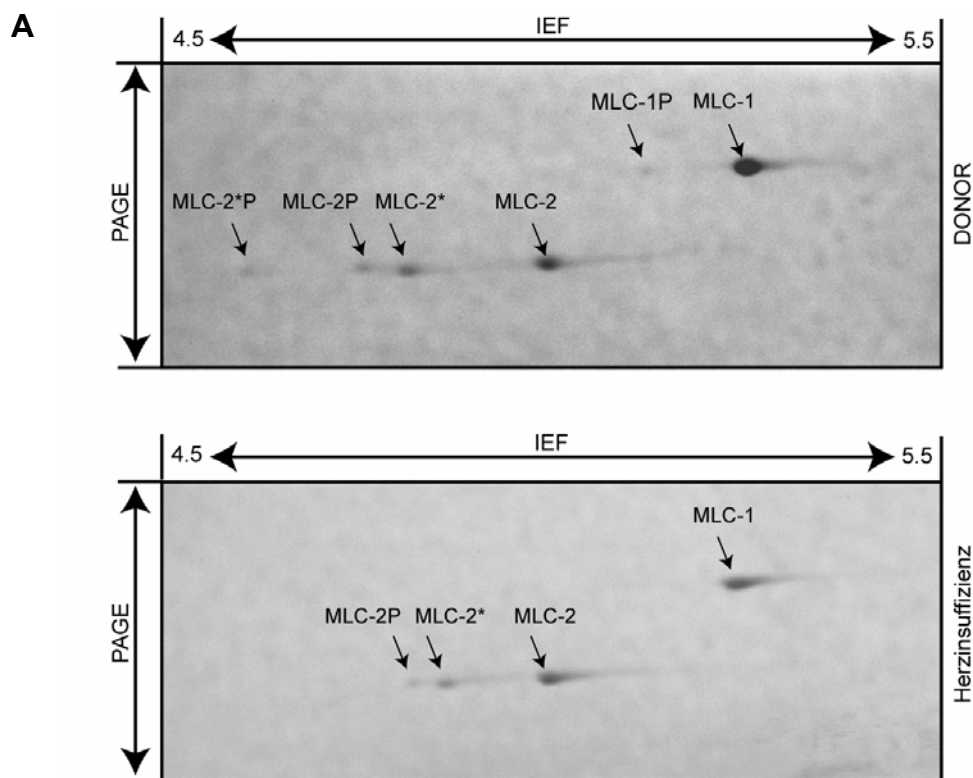 A
4.5 IEF 5.5
MLC-1P MLC-1
MLC-2*P MLC-2P MLC-2* MLC-2
PAGE
DONOR
4.5 IEF 5.5
MLC-1
MLC-2P MLC-2* MLC-2
PAGE
Herzinsuffizienz